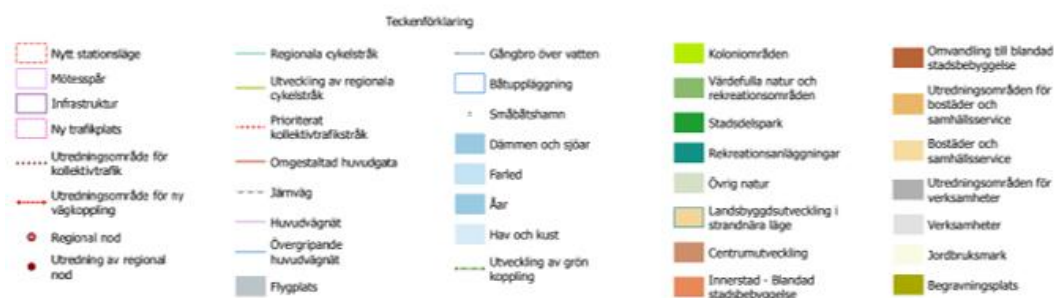 Teckenförklaring
Nytt stationsläge
Mötesspår
Infrastruktur
Ny trafikplats
Utredningsområde för
kollektivtrafik
Utredningsområde för ny
vägkoppling
Regional nod
Utredning av regional
nod
Regionala cykelstråk
Utveckling av regionala
cykelstråk
Prioriterat
kollektivtrafikstråk
Omgestaltad huvudgata
Järnväg
Huvudvägnät
Övergripande
huvudvägnät
Flygplats
Gångbro över vatten
Båtuppläggning
Småbåtshamn
Dämmen och sjöar
Farled
Åar
Hav och kust
Utveckling av grön
koppling
Koloniområden
Värdefulla natur och
rekreationsområden
Stadsdelspark
Rekreationsanläggningar
Övrig natur
Landsbygdsutveckling i
strandnära läge
Centrumutveckling
Innerstad - Blandad
stadsbebyggelse
Omvandling till blandad
stadsbebyggelse
Utredningsområden för
bostäder och
samhällsservice
Bostäder och
samhällsservice
Utredningsområden för
verksamheter
Verksamheter
Jordbruksmark
Begravningsplats